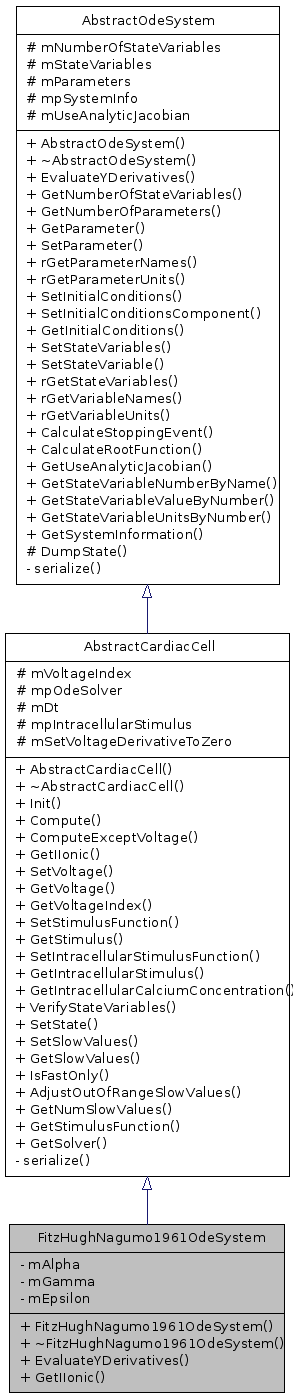 AbstractOdeSystem
# mNumberOfStateVariables
# mStateVariables
# mParameters
# mpSystemInfo
# mUseAnalyticJacobian
+ AbstractOdeSystem()
+ ~AbstractOdeSystem()
+ EvaluateYDerivatives()
+ GetNumberOfStateVariables()
+ GetNumberOfParameters()
+ GetParameter()
+ SetParameter()
+ rGetParameterNames()
+ rGetParameterUnits()
+ SetInitialConditions()
+ SetInitialConditionsComponent()
+ GetInitialConditions()
+ SetStateVariables()
+ SetStateVariable()
+ rGetStateVariables()
+ rGetVariableNames()
+ rGetVariableUnits()
+ CalculateStoppingEvent()
+ CalculateRootFunction()
+ GetUseAnalyticJacobian()
+ GetStateVariableNumberByName()
+ GetStateVariableValueByNumber()
+ GetStateVariableUnitsByNumber()
+ GetSystemInformation()
# DumpState()
- serialize()
AbstractCardiacCell
# mVoltageIndex
# mpOdeSolver
# mDt
# mpIntracellularStimulus
# mSetVoltageDerivativeToZero
+ AbstractCardiacCell()
+ ~AbstractCardiacCell()
+ Init()
+ Compute()
+ ComputeExceptVoltage()
+ GetIIonic()
+ SetVoltage()
+ GetVoltage()
+ GetVoltageIndex()
+ SetStimulusFunction()
+ GetStimulus()
+ SetIntracellularStimulusFunction()
+ GetIntracellularStimulus()
+ GetIntracellularCalciumConcentration()
+ VerifyStateVariables()
+ SetState()
+ SetSlowValues()
+ GetSlowValues()
+ IsFastOnly()
+ AdjustOutOfRangeSlowValues()
+ GetNumSlowValues()
+ GetStimulusFunction()
+ GetSolver()
- serialize()
FitzHughNagumo1961OdeSystem
- mAlpha
- mGamma
- mEpsilon
+ FitzHughNagumo1961OdeSystem()
+ ~FitzHughNagumo1961OdeSystem()
+ EvaluateYDerivatives()
+ GetIIonic()